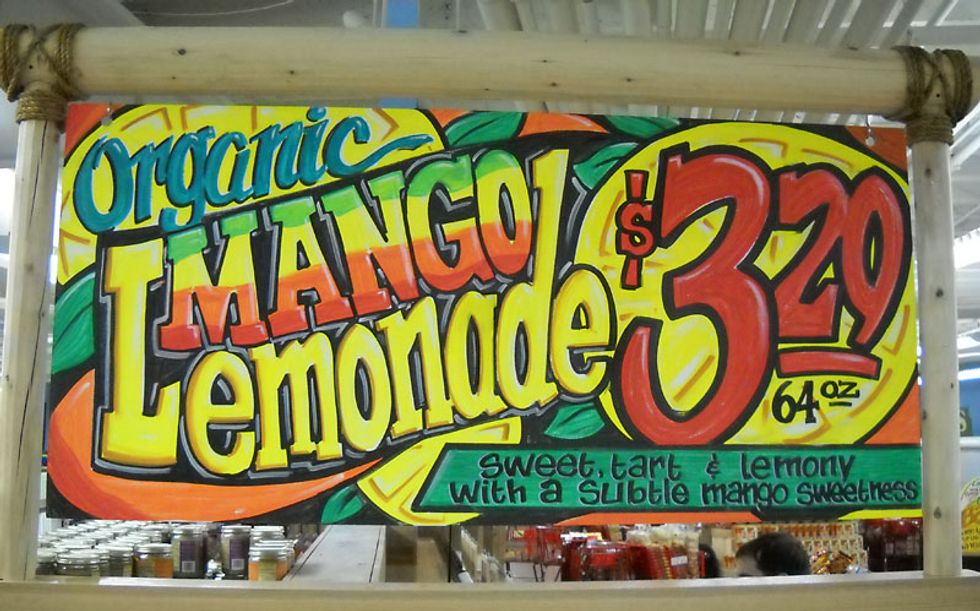 Organic
MANGO
Lemonade
$3 29
64 oz
sweet, tart & lemony
with a subtle mango sweetness